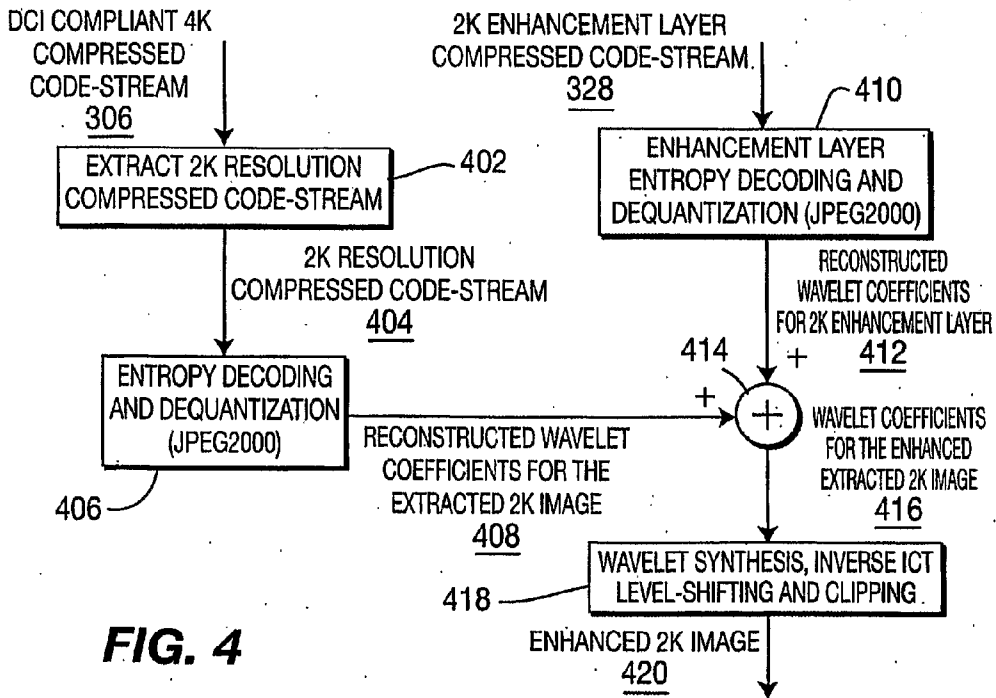 DCI COMPLIANT 4K
COMPRESSED
CODE-STREAM
306
2K ENHANCEMENT LAYER
COMPRESSED CODE-STREAM.
328
410
EXTRACT 2K RESOLUTION
COMPRESSED CODE-STREAM
402
ENHANCEMENT LAYER
ENTROPY DECODING AND
DEQUANTIZATION (JPEG2000)
2K RESOLUTION
COMPRESSED CODE-STREAM
404
RECONSTRUCTED
WAVELET COEFFICIENTS
FOR 2K ENHANCEMENT LAYER
412
414
+
+
+
ENTROPY DECODING
AND DEQUANTIZATION
(JPEG2000)
406
RECONSTRUCTED WAVELET
COEFFICIENTS FOR THE
EXTRACTED 2K IMAGE
408
WAVELET COEFFICIENTS
FOR THE ENHANCED
EXTRACTED 2K IMAGE
416
WAVELET SYNTHESIS, INVERSE ICT
LEVEL-SHIFTING AND CLIPPING
418
ENHANCED 2K IMAGE
420
FIG. 4